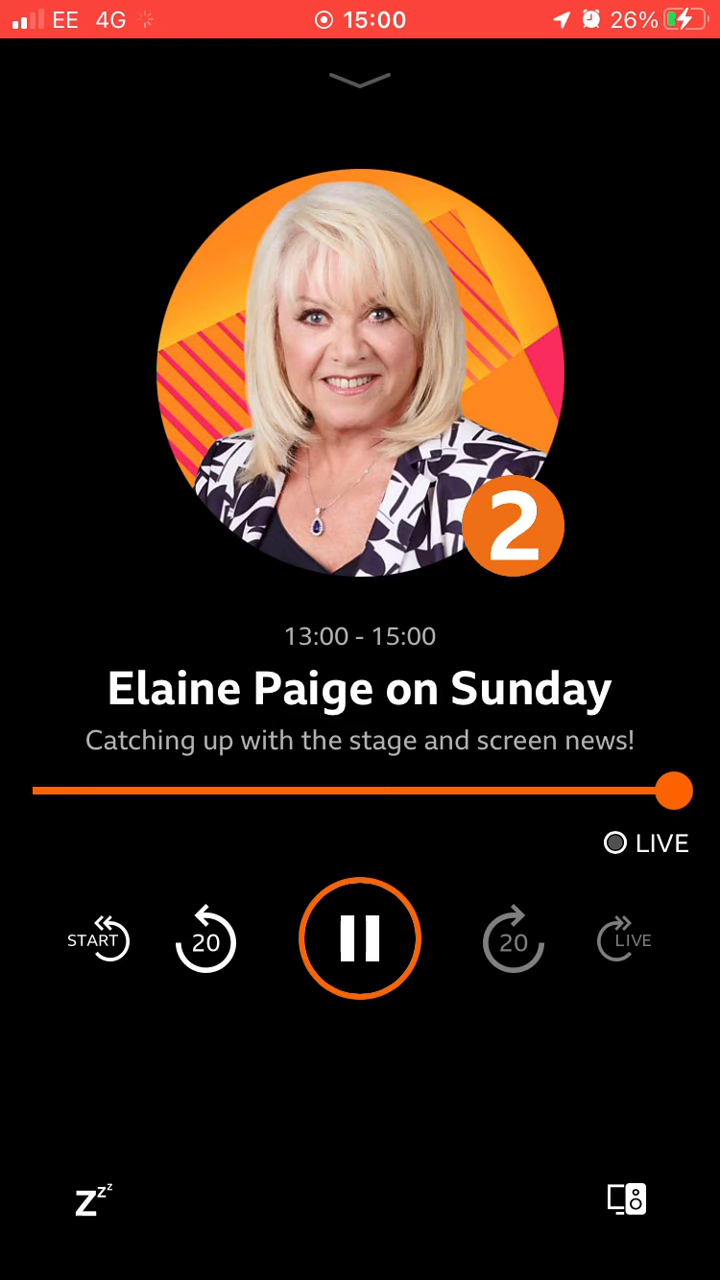 EE 4G 15:00 26%
2
13:00 - 15:00
Elaine Paige on Sunday
Catching up with the stage and screen news!
LIVE
START 20 20 LIVE
Zzz